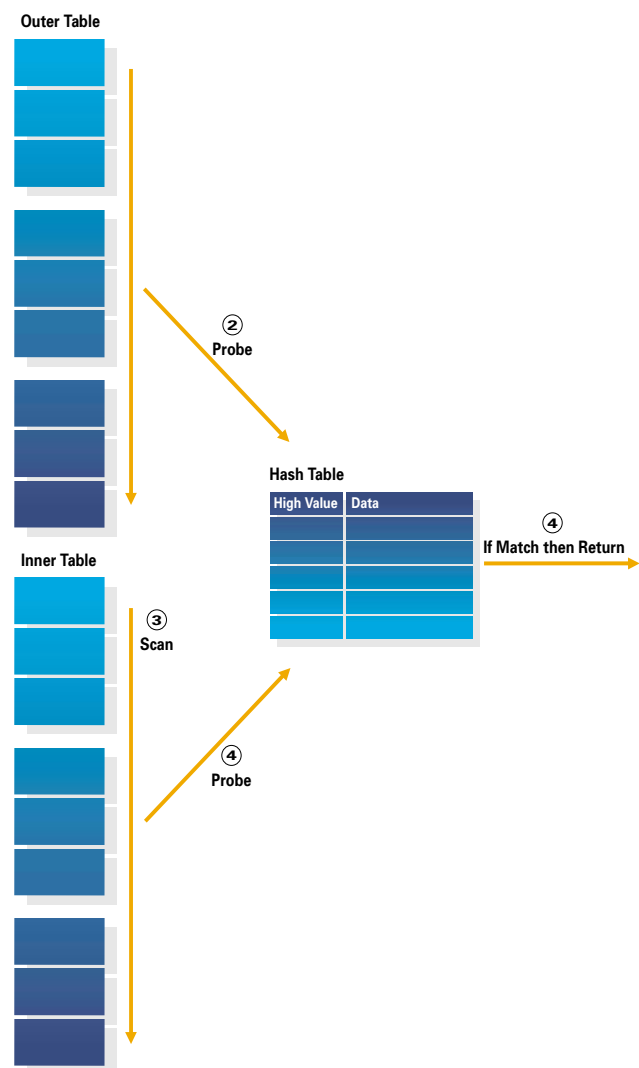 Outer Table
②
Probe
Hash Table
High Value Data
④
If Match then Return
Inner Table
③
Scan
④
Probe